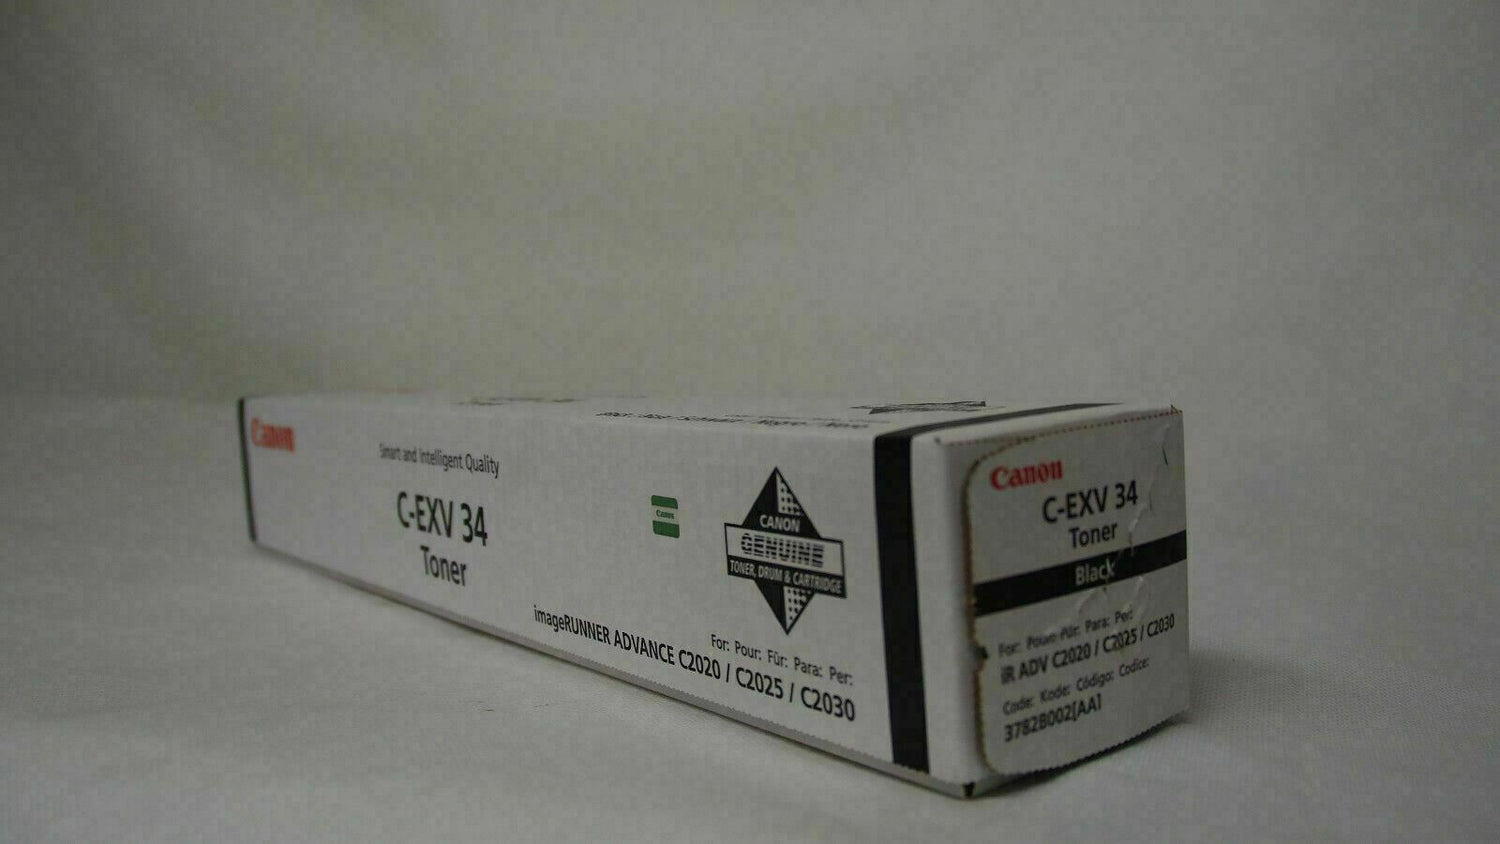 Canon
Smart and Intelligent Quality
C-EXV 34
Toner
Canon
CANON
GENUINE
TONER, DRUM & CARTRIDGE
For: Pour: Für: Para: Per:
imageRUNNER ADVANCE C2020 / C2025 / C2030
Canon
C-EXV 34
Toner
Black
For: Pour: Für: Para: Per:
iR ADV C2020 / C2025 / C2030
Code: Kode: Código: Codice:
3782B002[AA]